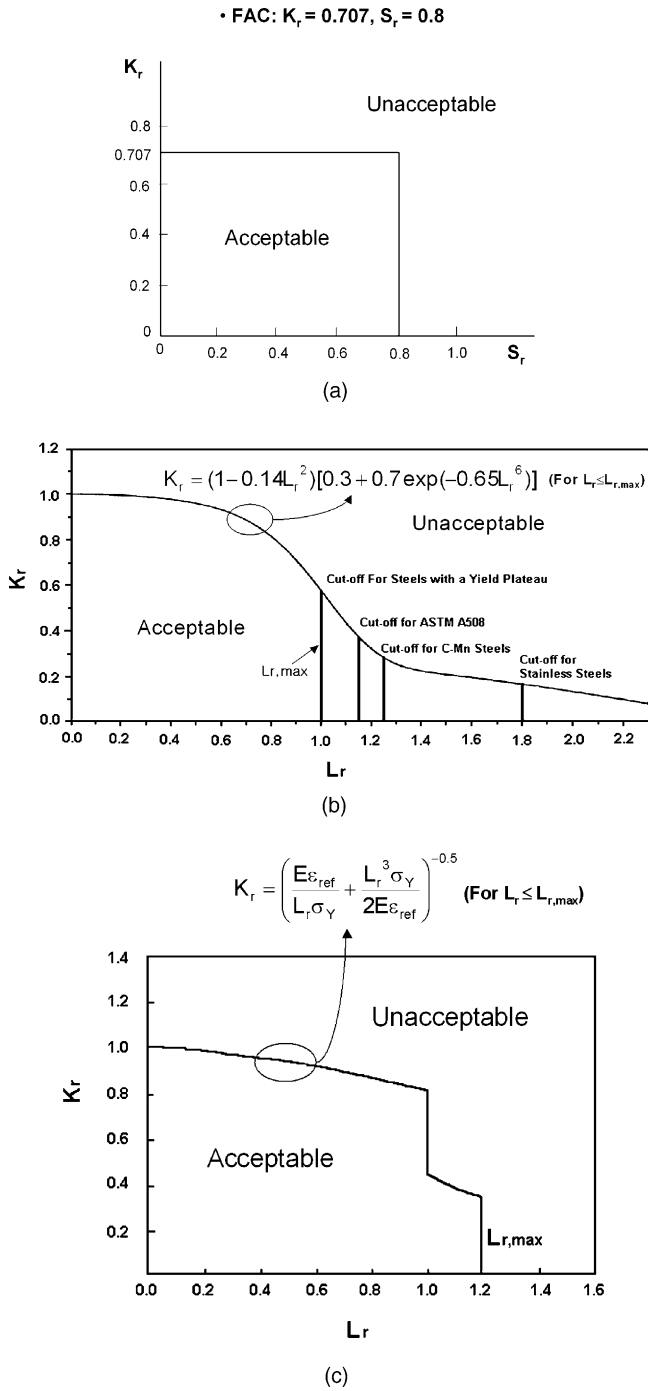 • FAC: Kr = 0.707, Sr = 0.8
Kr
Unacceptable
0.8
0.707
0.6
Acceptable
0.4
0.2
0
0 0.2 0.4 0.6 0.8 1.0 Sr
(a)
1.2
Kr = (1−0.14Lr²)[0.3+0.7exp(−0.65Lr⁶)] (For Lr≤Lr,max)
1.0
Unacceptable
0.8
Kr
0.6
Cut-off For Steels with a Yield Plateau
Acceptable
0.4
Cut-off for ASTM A508
Cut-off for C-Mn Steels
Lr,max
Cut-off for
Stainless Steels
0.2
0.0
0.0 0.2 0.4 0.6 0.8 1.0 1.2 1.4 1.6 1.8 2.0 2.2
Lr
(b)
Kr = (Eεref/LrσY + Lr³σY/2Eεref)^−0.5 (For Lr ≤ Lr,max)
1.4
1.2
Unacceptable
1.0
Kr
0.8
0.6
Acceptable
0.4
0.2
Lr,max
0.0 0.2 0.4 0.6 0.8 1.0 1.2 1.4 1.6
Lr
(c)